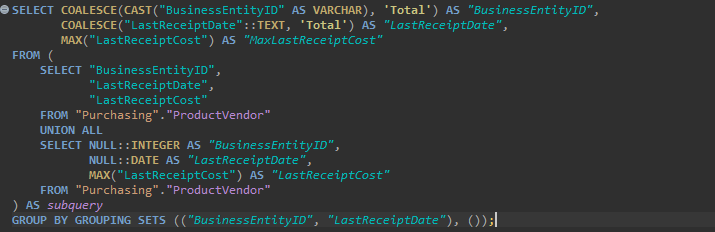 SELECT COALESCE(CAST("BusinessEntityID" AS VARCHAR), 'Total') AS "BusinessEntityID",
COALESCE("LastReceiptDate"::TEXT, 'Total') AS "LastReceiptDate",
MAX("LastReceiptCost") AS "MaxLastReceiptCost"
FROM (
SELECT "BusinessEntityID",
"LastReceiptDate",
"LastReceiptCost"
FROM "Purchasing"."ProductVendor"
UNION ALL
SELECT NULL::INTEGER AS "BusinessEntityID",
NULL::DATE AS "LastReceiptDate",
MAX("LastReceiptCost") AS "LastReceiptCost"
FROM "Purchasing"."ProductVendor"
) AS subquery
GROUP BY GROUPING SETS (("BusinessEntityID", "LastReceiptDate"), ());